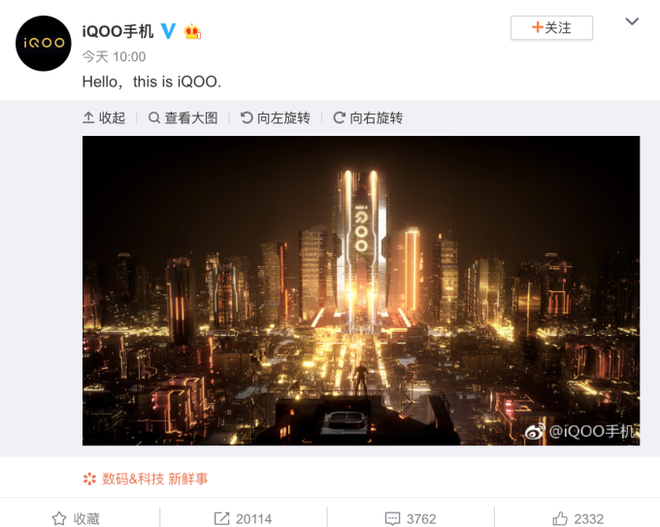 iQOO
iQOO手机
今天 10:00
+关注
Hello，this is iQOO.
收起
查看大图
向左旋转
向右旋转
iQOO
@iQOO手机
数码&科技 新鲜事
收藏
20114
3762
2332